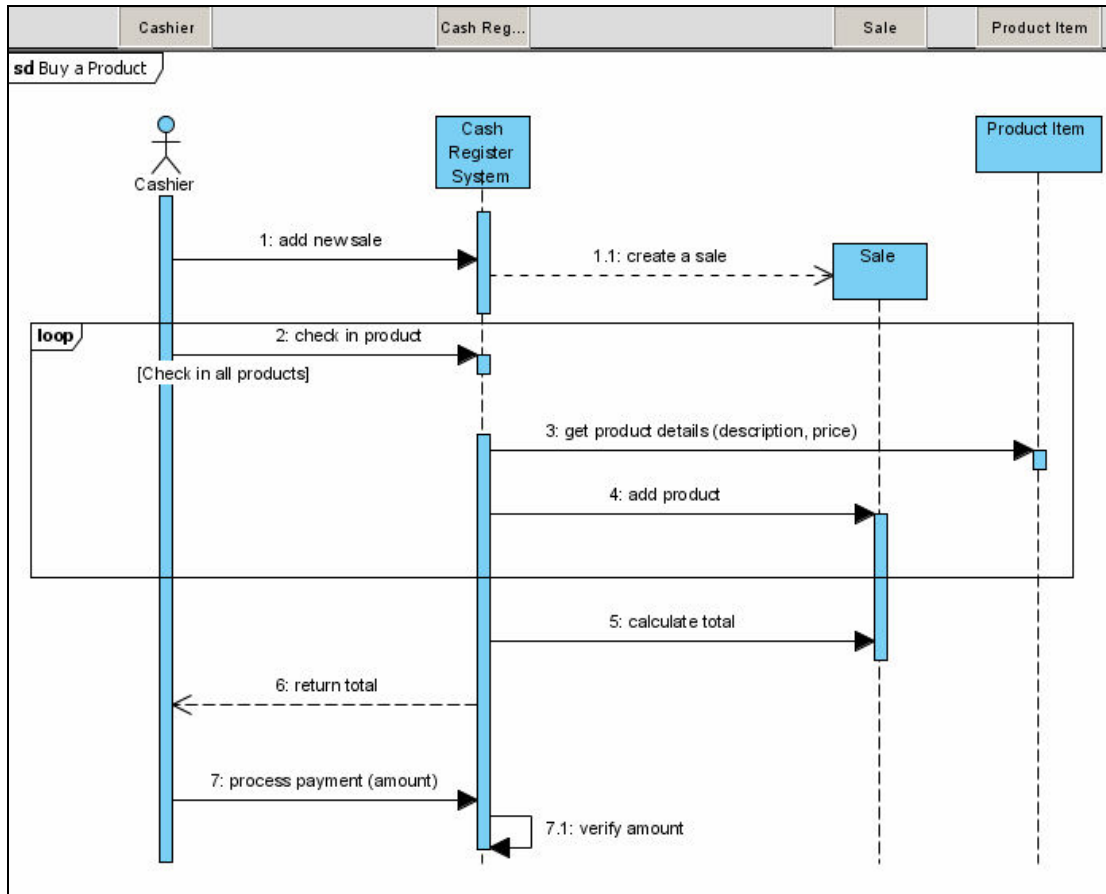 Cashier
Cash Reg...
Sale
Product Item
sd Buy a Product
Cashier
Cash
Register
System
Product Item
1: add new sale
1.1: create a sale
Sale
loop
2: check in product
[Check in all products]
3: get product details (description, price)
4: add product
5: calculate total
6: return total
7: process payment (amount)
7.1: verify amount